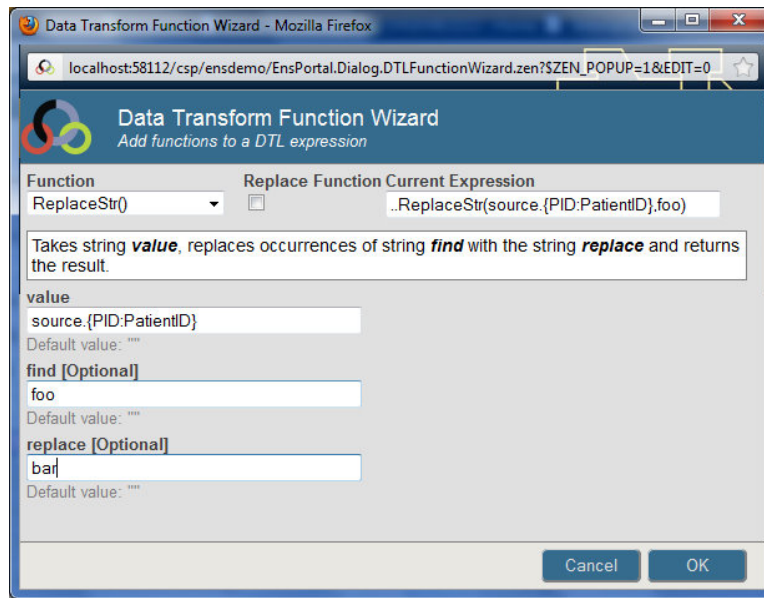 Data Transform Function Wizard - Mozilla Firefox
localhost:58112/csp/ensdemo/EnsPortal.Dialog.DTLFunctionWizard.zen?$ZEN_POPUP=1&EDIT=0
Data Transform Function Wizard
Add functions to a DTL expression
Function Replace Function Current Expression
ReplaceStr() ..ReplaceStr(source.{PID:PatientID},foo)
Takes string value, replaces occurrences of string find with the string replace and returns
the result.
value
source.{PID:PatientID}
Default value: ""
find [Optional]
foo
Default value: ""
replace [Optional]
bar
Default value: ""
Cancel OK